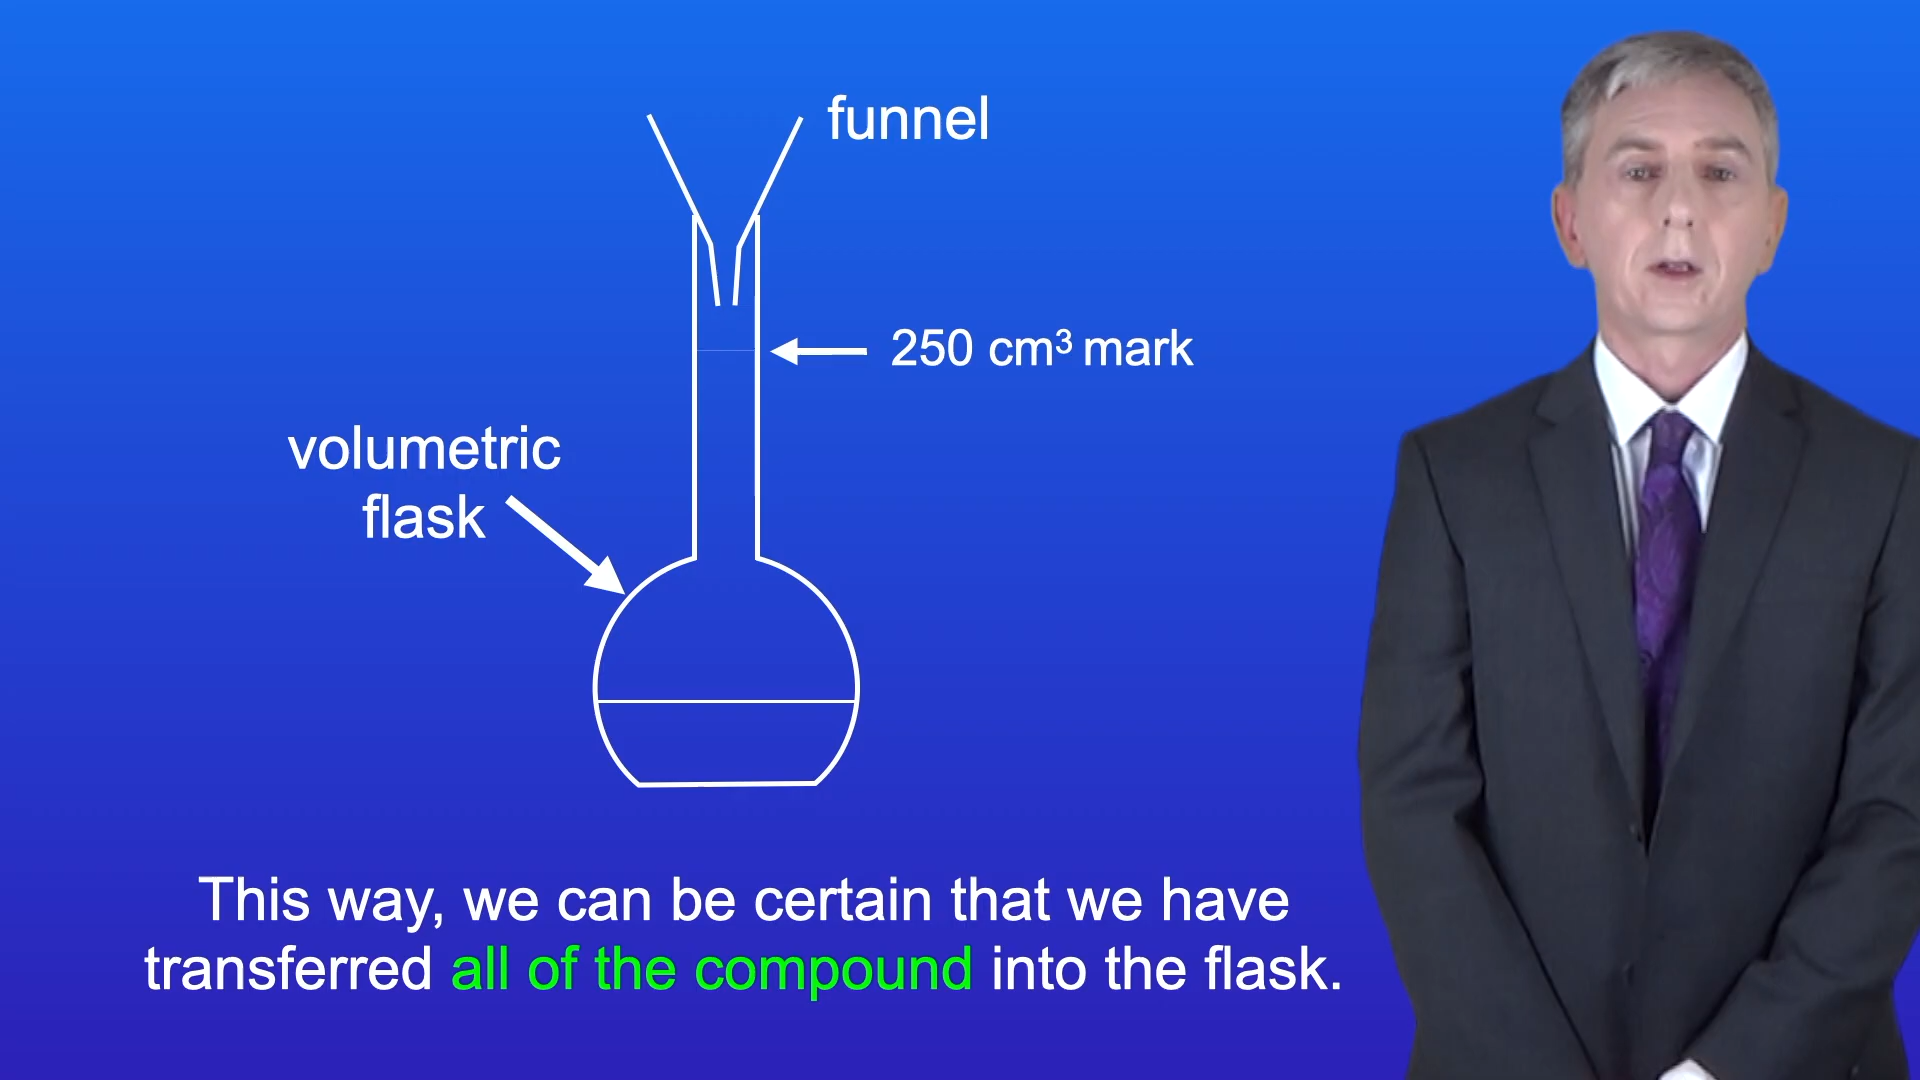 funnel
250 cm³ mark
volumetric
flask
This way, we can be certain that we have
transferred all of the compound into the flask.